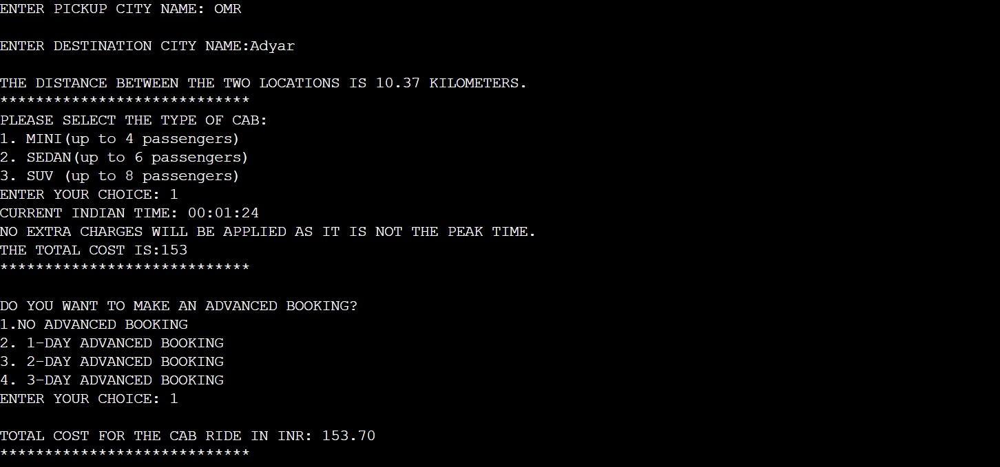 ENTER PICKUP CITY NAME: OMR
ENTER DESTINATION CITY NAME:Adyar
THE DISTANCE BETWEEN THE TWO LOCATIONS IS 10.37 KILOMETERS.
****************************
PLEASE SELECT THE TYPE OF CAB:
1. MINI(up to 4 passengers)
2. SEDAN(up to 6 passengers)
3. SUV (up to 8 passengers)
ENTER YOUR CHOICE: 1
CURRENT INDIAN TIME: 00:01:24
NO EXTRA CHARGES WILL BE APPLIED AS IT IS NOT THE PEAK TIME.
THE TOTAL COST IS:153
****************************
DO YOU WANT TO MAKE AN ADVANCED BOOKING?
1.NO ADVANCED BOOKING
2. 1-DAY ADVANCED BOOKING
3. 2-DAY ADVANCED BOOKING
4. 3-DAY ADVANCED BOOKING
ENTER YOUR CHOICE: 1
TOTAL COST FOR THE CAB RIDE IN INR: 153.70
****************************